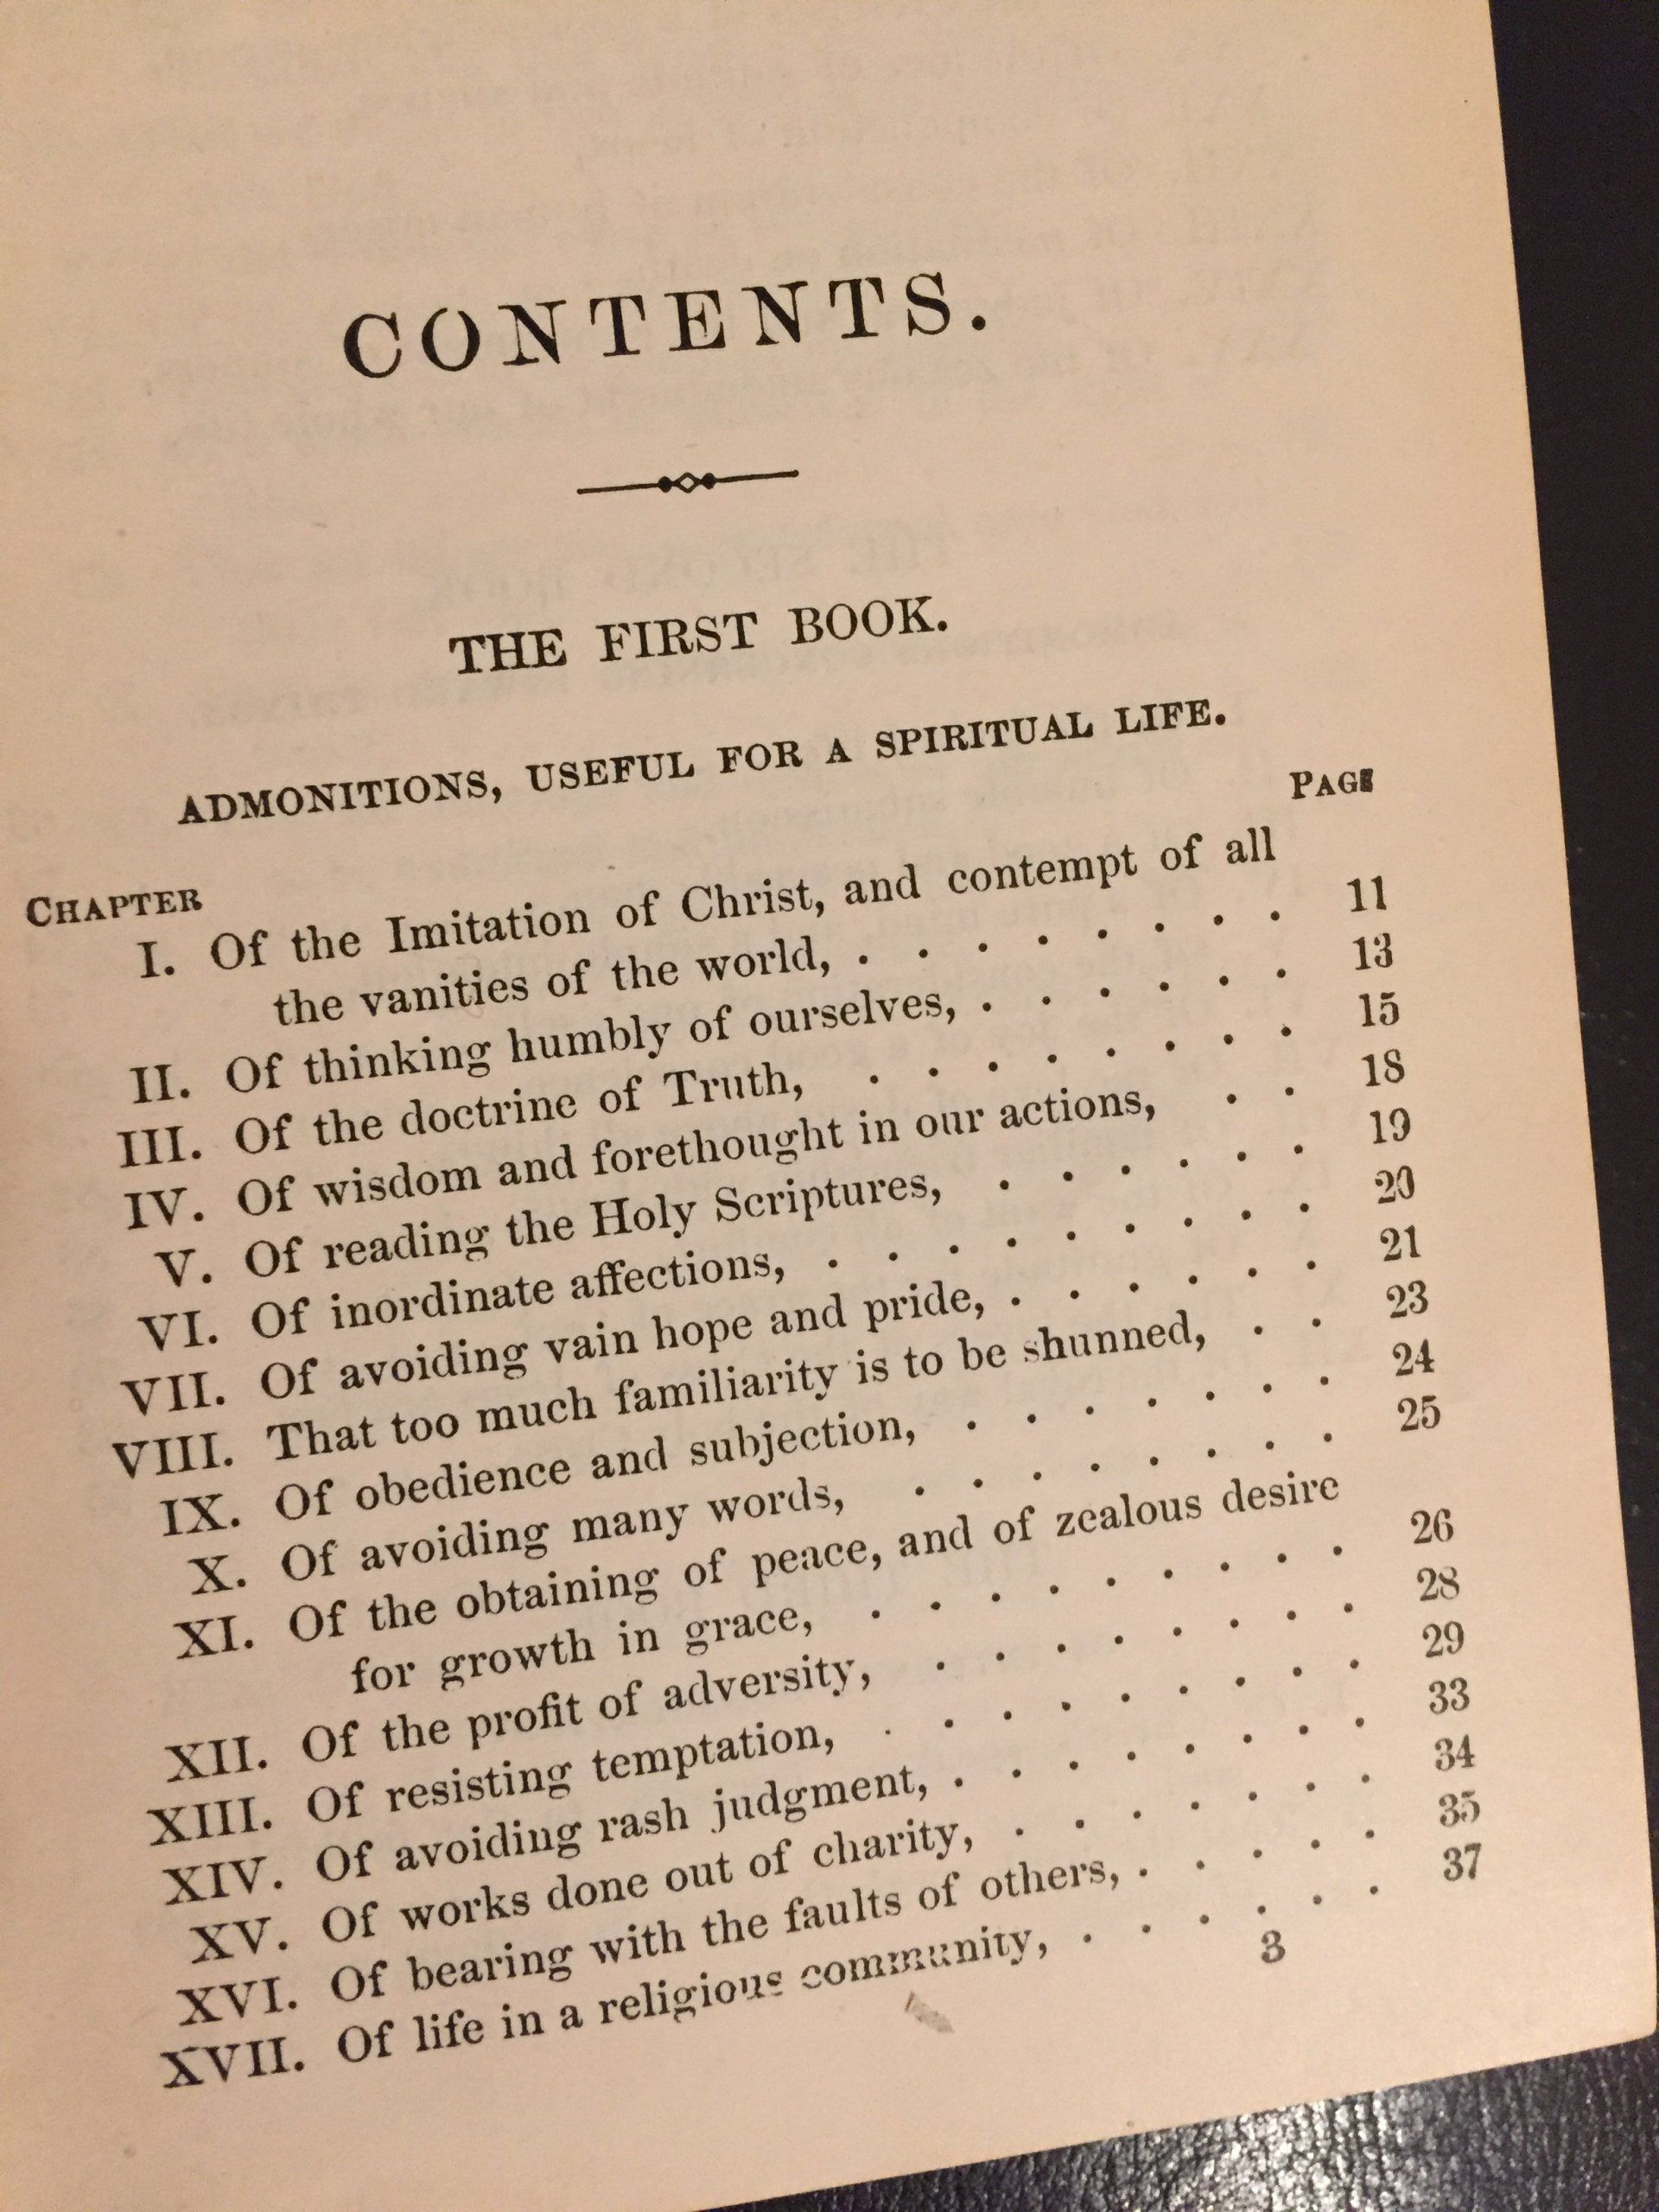 CONTENTS.
THE FIRST BOOK.
ADMONITIONS, USEFUL FOR A SPIRITUAL LIFE.
CHAPTER PAGE
I. Of the Imitation of Christ, and contempt of all
the vanities of the world, . . . . . . . . 11
II. Of thinking humbly of ourselves, . . . . . . 13
III. Of the doctrine of Truth, . . . . . . . . 15
IV. Of wisdom and forethought in our actions, . . 18
V. Of reading the Holy Scriptures, . . . . . . 19
VI. Of inordinate affections, . . . . . . . . . 20
VII. Of avoiding vain hope and pride, . . . . . . 21
VIII. That too much familiarity is to be shunned, . . 23
IX. Of obedience and subjection, . . . . . . . 24
X. Of avoiding many words, . . . . . . . . 25
XI. Of the obtaining of peace, and of zealous desire
for growth in grace, . . . . . . . . . 26
XII. Of the profit of adversity, . . . . . . . . 28
XIII. Of resisting temptation, . . . . . . . . . 29
XIV. Of avoiding rash judgment, . . . . . . . . 33
XV. Of works done out of charity, . . . . . . . 34
XVI. Of bearing with the faults of others, . . . . . 35
XVII. Of life in a religious community, . . . . . . 37
3